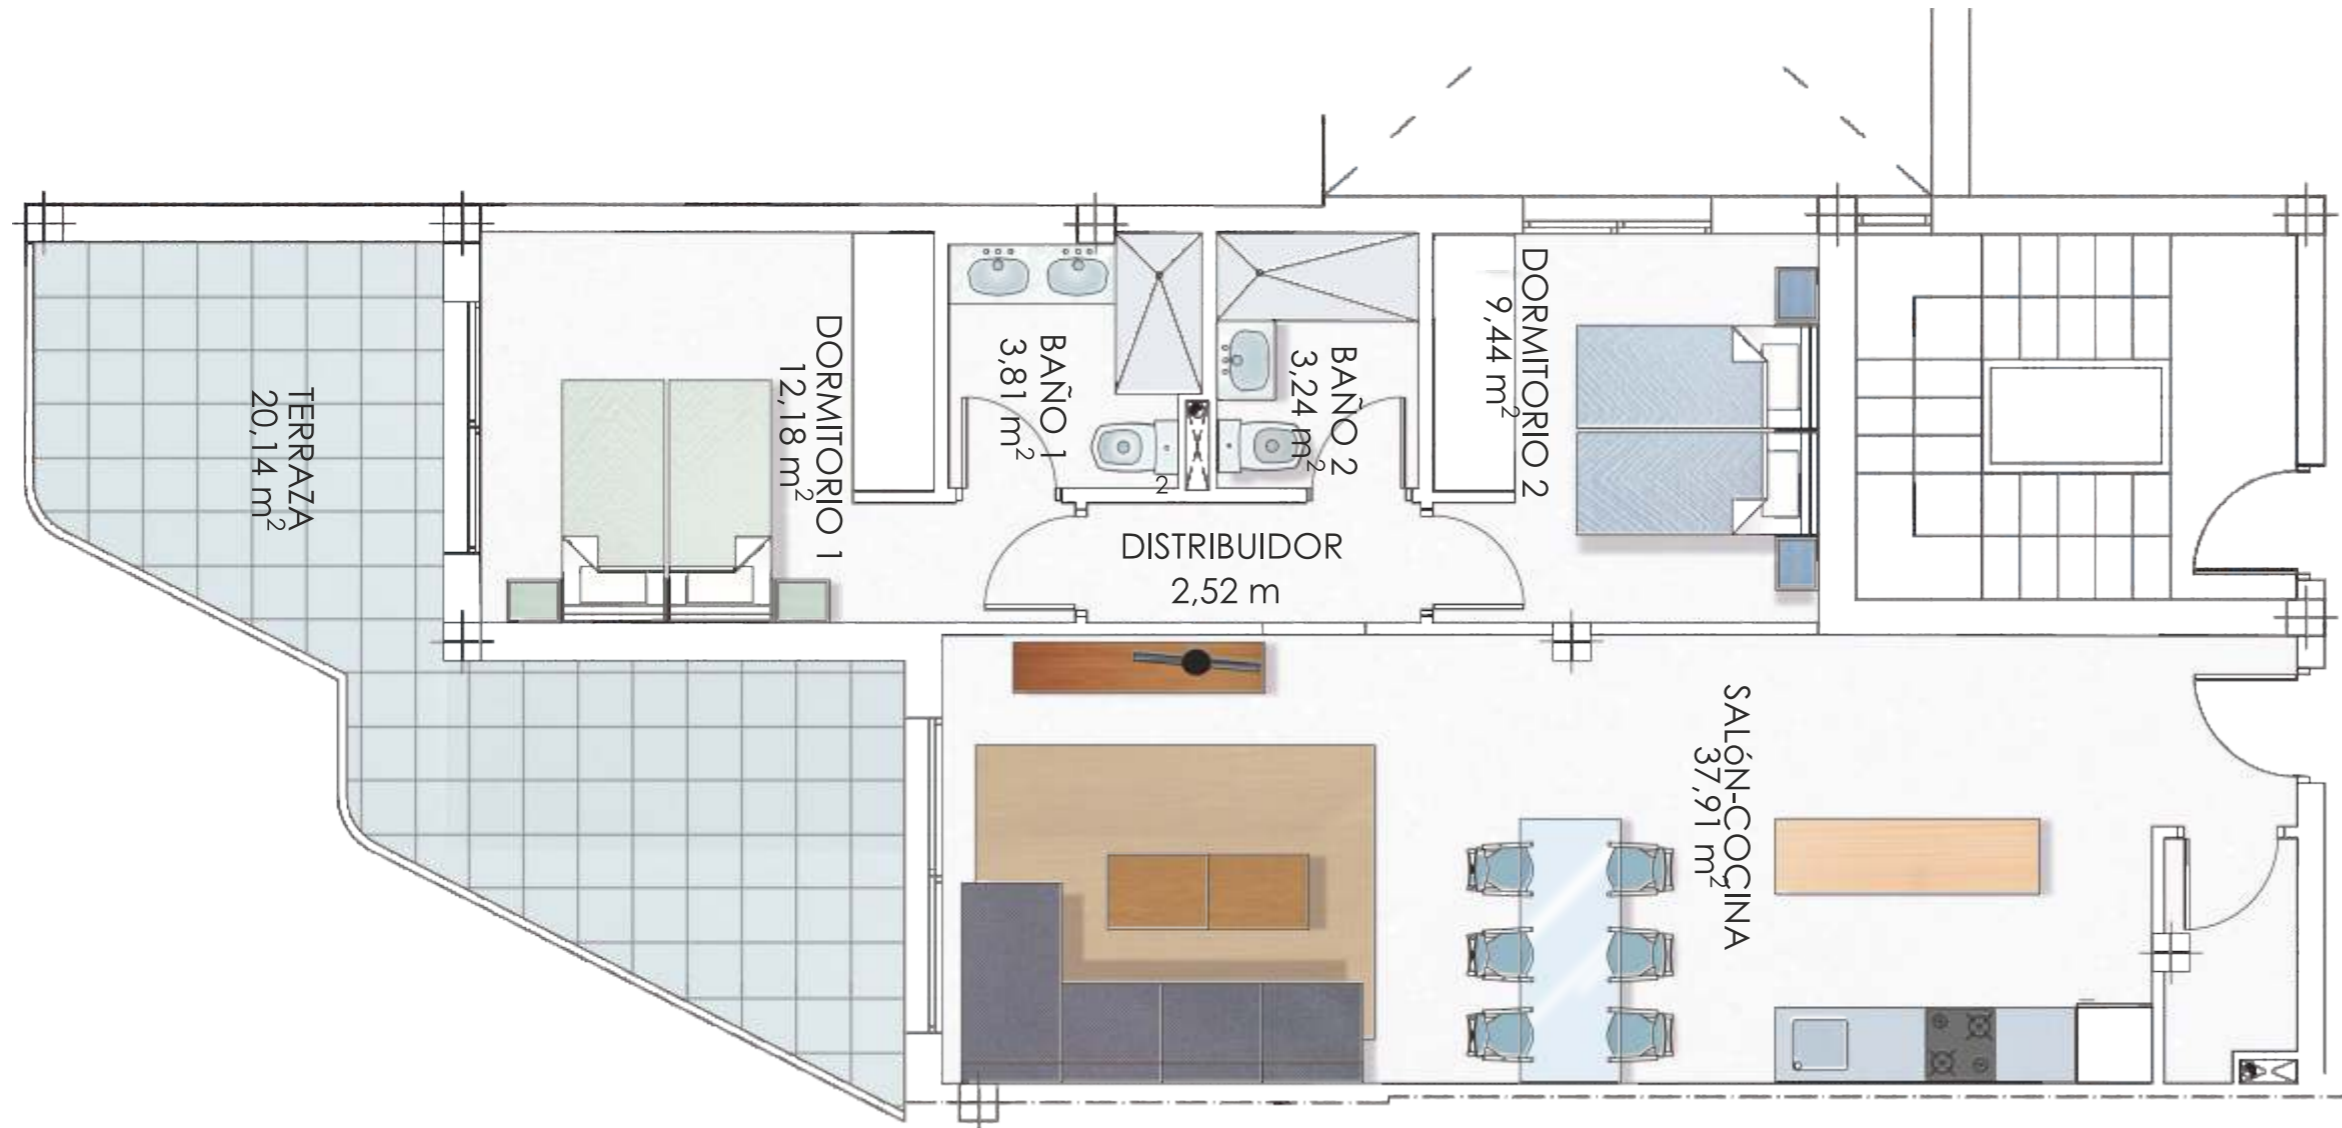 TERRAZA
20,14 m²
DORMITORIO 1
12,18 m²
BAÑO 1
3,81 m²
2
BAÑO 2
3,24 m²
DORMITORIO 2
9,44 m²
DISTRIBUIDOR
2,52 m
SALóN-COCINA
37,91 m²